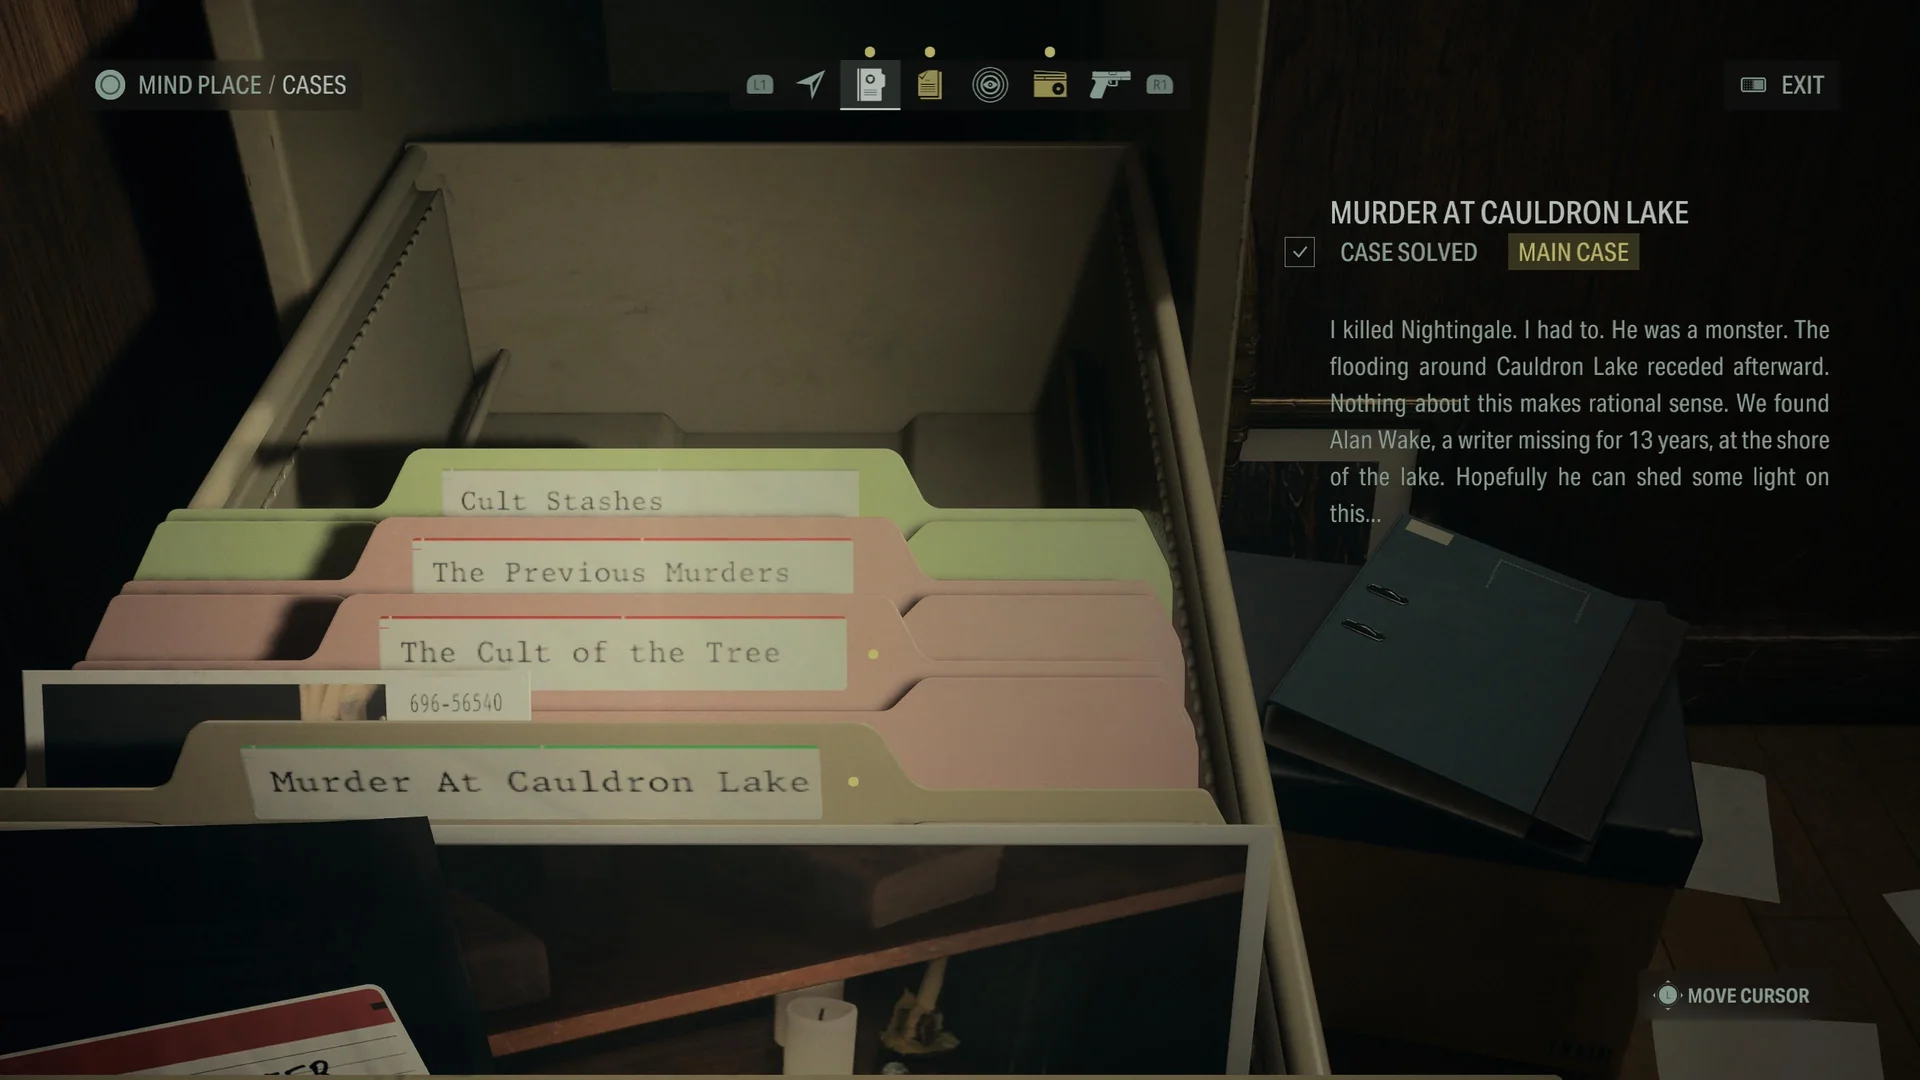 MIND PLACE / CASES
L1
R1
EXIT
MURDER AT CAULDRON LAKE
CASE SOLVED MAIN CASE
I killed Nightingale. I had to. He was a monster. The
flooding around Cauldron Lake receded afterward.
Nothing about this makes rational sense. We found
Alan Wake, a writer missing for 13 years, at the shore
of the lake. Hopefully he can shed some light on
this...
Cult Stashes
The Previous Murders
The Cult of the Tree
696-56540
Murder At Cauldron Lake
L MOVE CURSOR